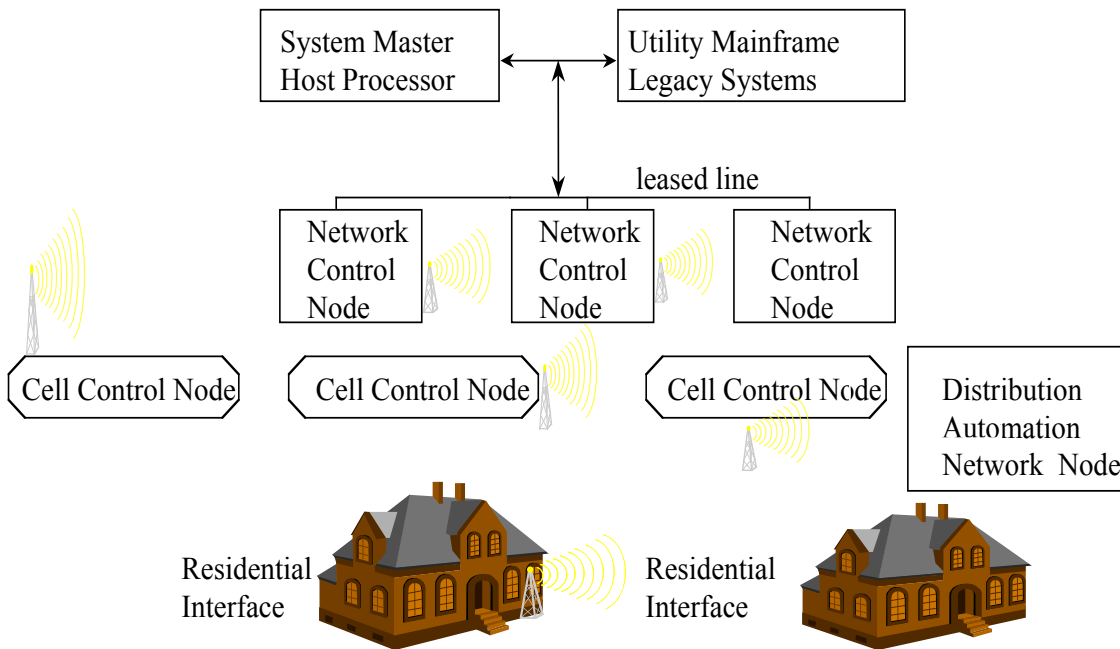 System Master
Host Processor
Utility Mainframe
Legacy Systems
leased line
Network
Control
Node
Network
Control
Node
Network
Control
Node
Cell Control Node
Cell Control Node
Cell Control Node
Distribution
Automation
Network Node
Residential
Interface
Residential
Interface